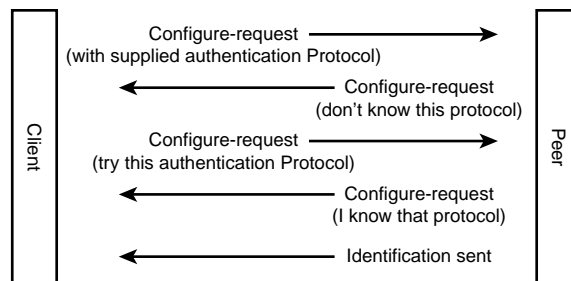 Client
Configure-request
(with supplied authentication Protocol)
Configure-request
(don't know this protocol)
Configure-request
(try this authentication Protocol)
Configure-request
(I know that protocol)
Identification sent
Peer